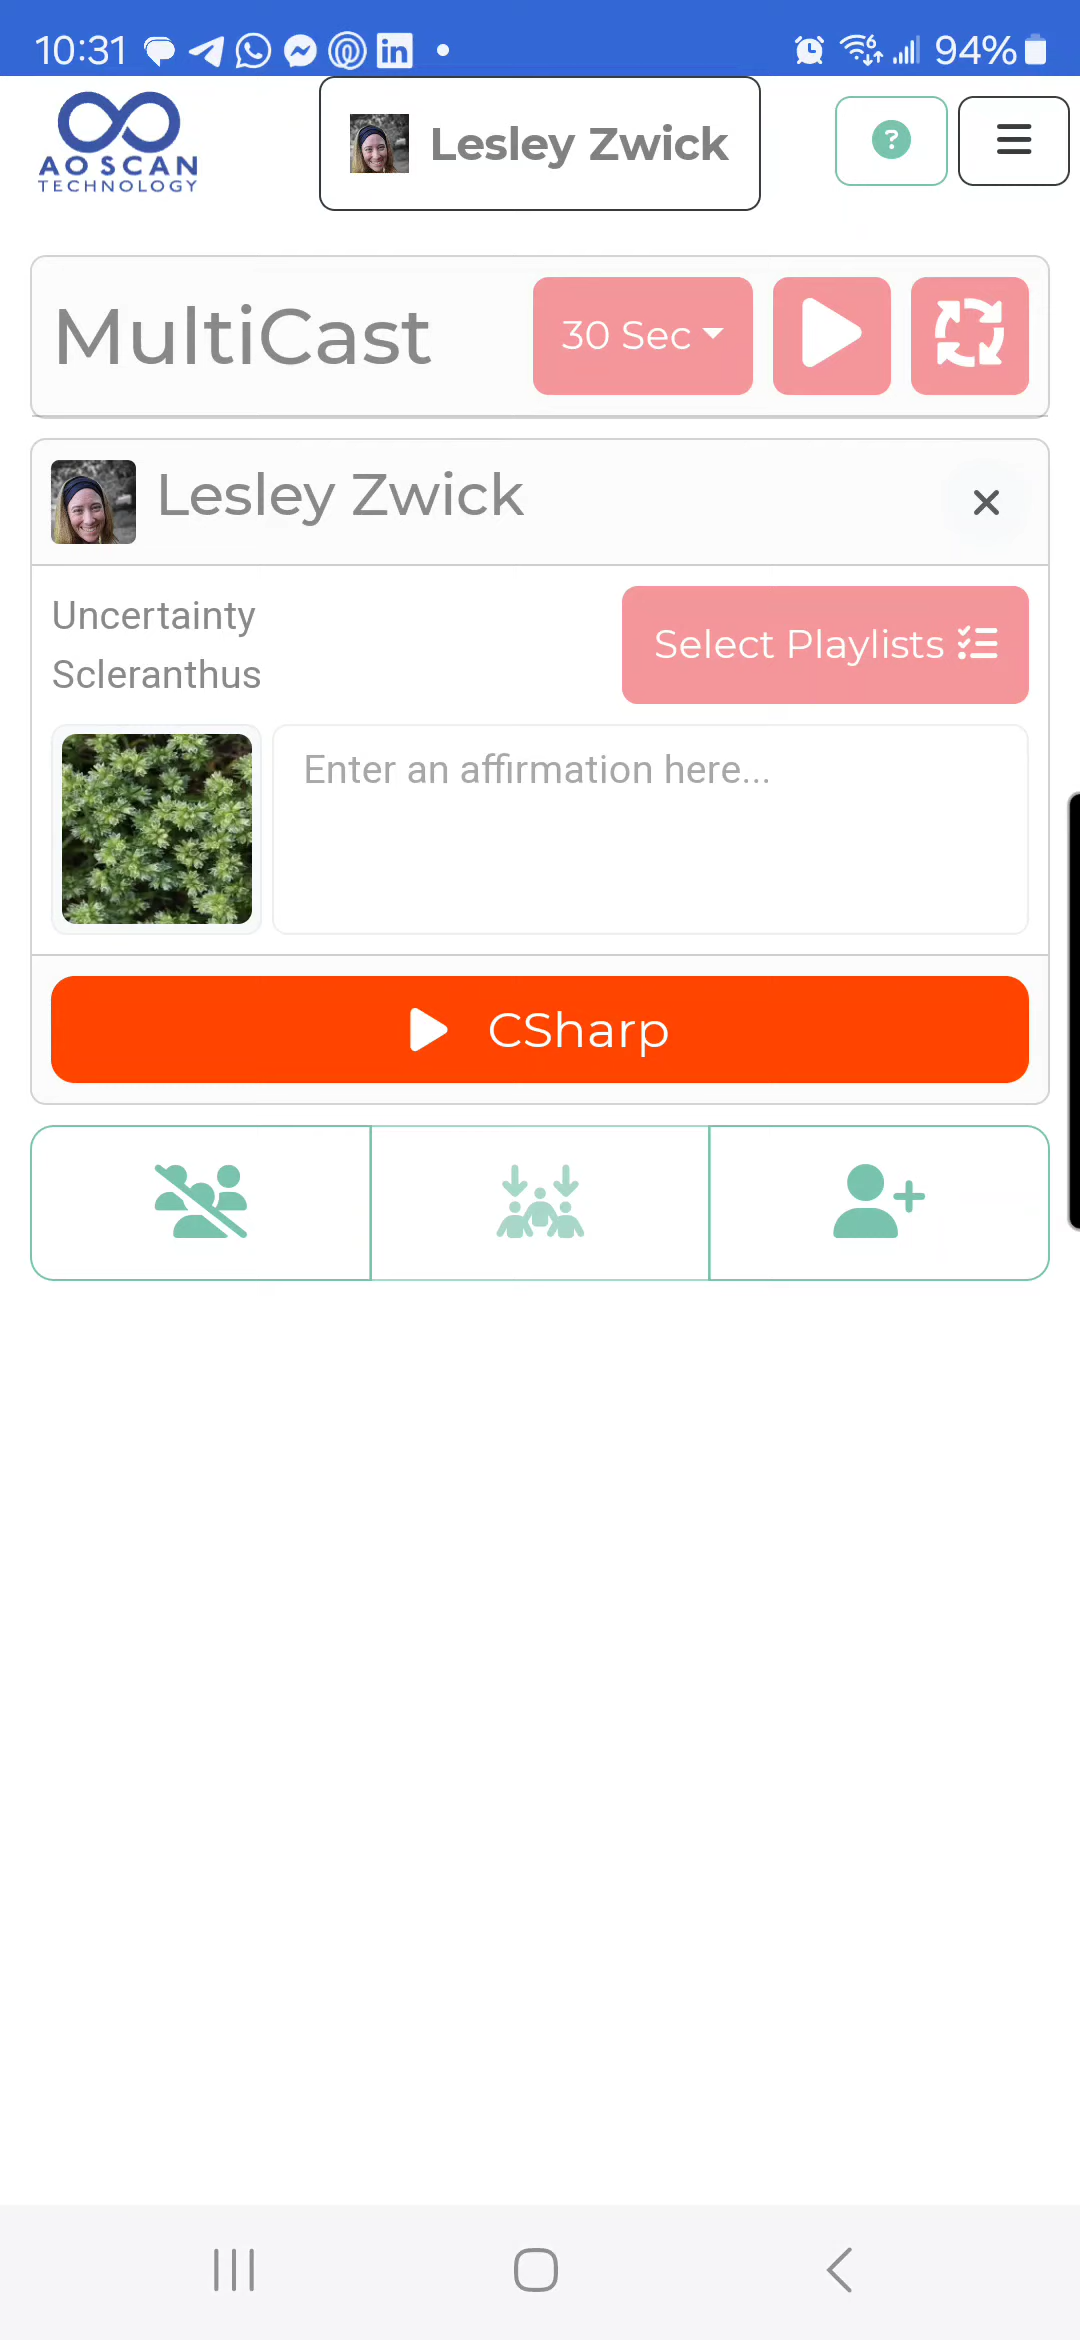 10:31
94%
AO SCAN
TECHNOLOGY
Lesley Zwick
?
MultiCast
30 Sec
Lesley Zwick
Uncertainty
Scleranthus
Select Playlists
Enter an affirmation here...
CSharp